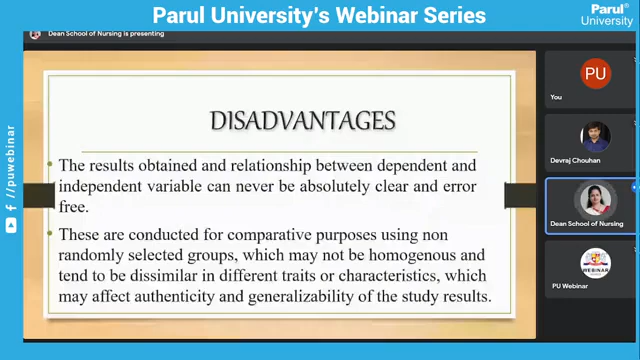 Parul University's Webinar Series
Parul®
University
Dean School of Nursing is presenting
DISADVANTAGES
• The results obtained and relationship between dependent and
independent variable can never be absolutely clear and error
free.
• These are conducted for comparative purposes using non
randomly selected groups, which may not be homogenous and
tend to be dissimilar in different traits or characteristics, which
may affect authenticity and generalizability of the study results.
PU
You
Devraj Chouhan
Dean School of Nursing
WEBINAR
PU Webinar
//puwebinar